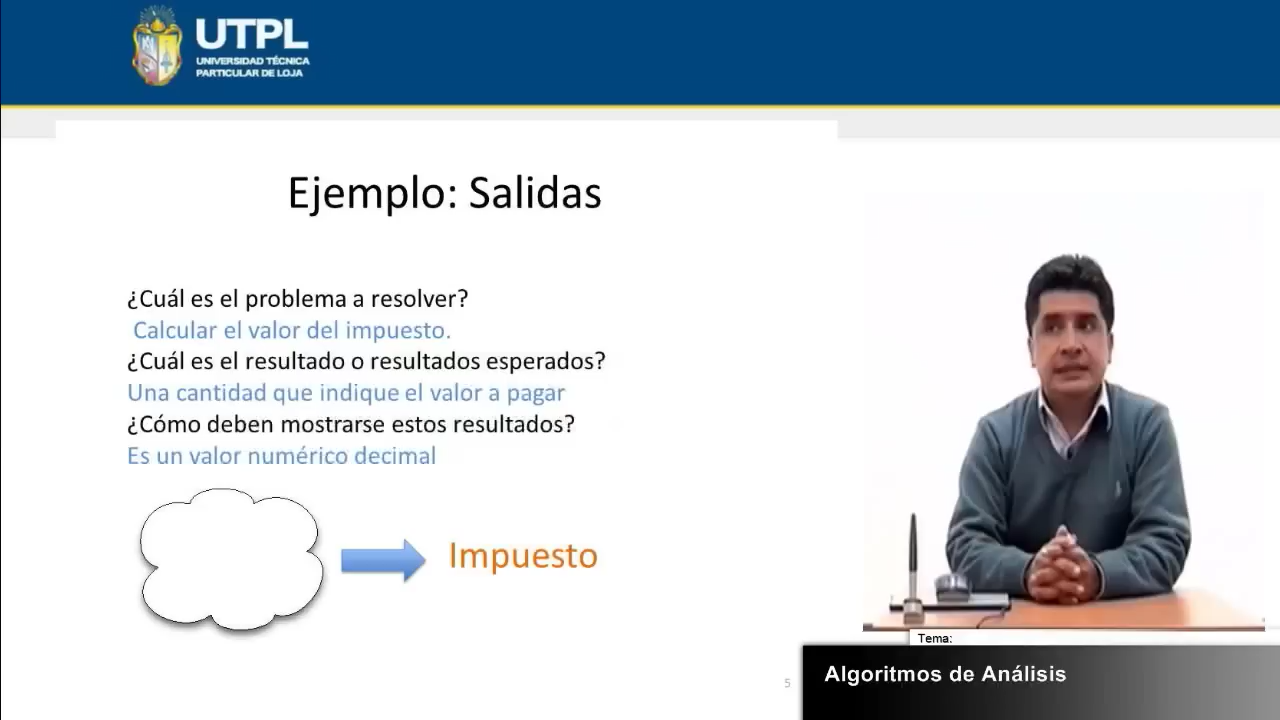 UTPL
UNIVERSIDAD TÉCNICA
PARTICULAR DE LOJA
Ejemplo: Salidas
¿Cuál es el problema a resolver?
Calcular el valor del impuesto.
¿Cuál es el resultado o resultados esperados?
Una cantidad que indique el valor a pagar
¿Cómo deben mostrarse estos resultados?
Es un valor numérico decimal
Impuesto
5
Tema:
Algoritmos de Análisis